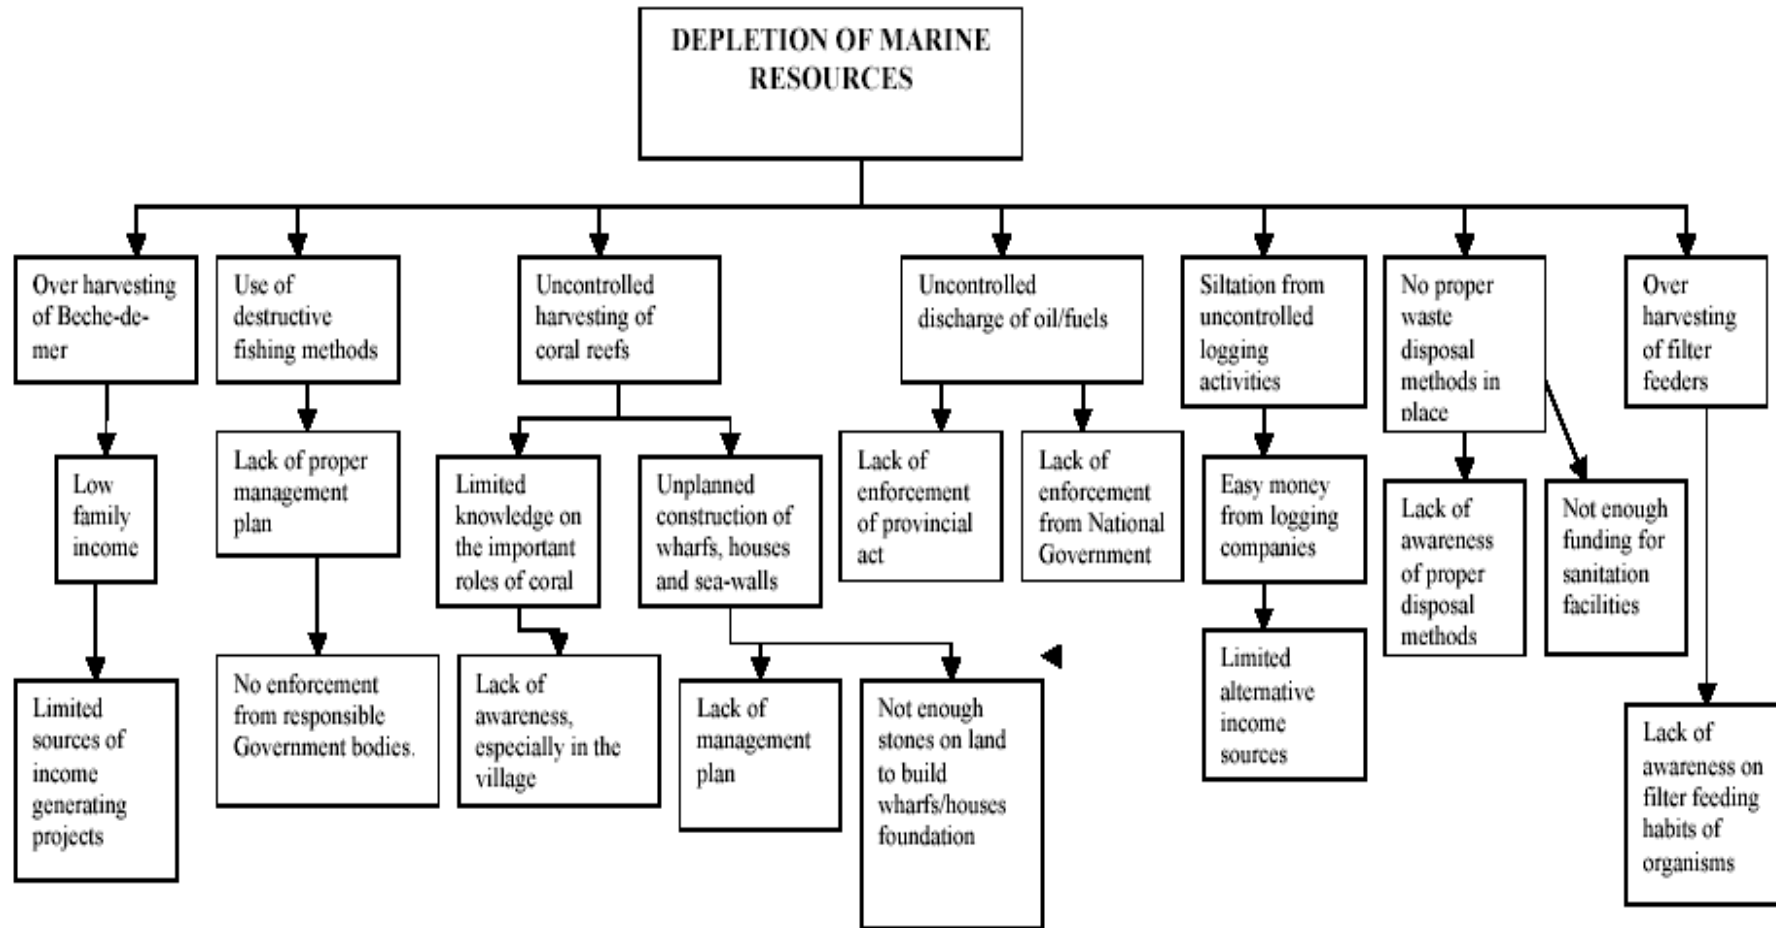 DEPLETION OF MARINE
RESOURCES
Over harvesting
of Beche-de-
mer
Use of
destructive
fishing methods
Uncontrolled
harvesting of
coral reefs
Uncontrolled
discharge of oil/fuels
Siltation from
uncontrolled
logging
activities
No proper
waste
disposal
methods in
place
Over
harvesting
of filter
feeders
Low
family
income
Lack of proper
management
plan
Limited
knowledge on
the important
roles of coral
Unplanned
construction of
wharfs, houses
and sea-walls
Lack of
enforcement
of provincial
act
Lack of
enforcement
from National
Government
Easy money
from logging
companies
Lack of
awareness
of proper
disposal
methods
Not enough
funding for
sanitation
facilities
Limited
sources of
income
generating
projects
No enforcement
from responsible
Government bodies.
Lack of
awareness,
especially in the
village
Lack of
management
plan
Not enough
stones on land
to build
wharfs/houses
foundation
Limited
alternative
income
sources
Lack of
awareness on
filter feeding
habits of
organisms